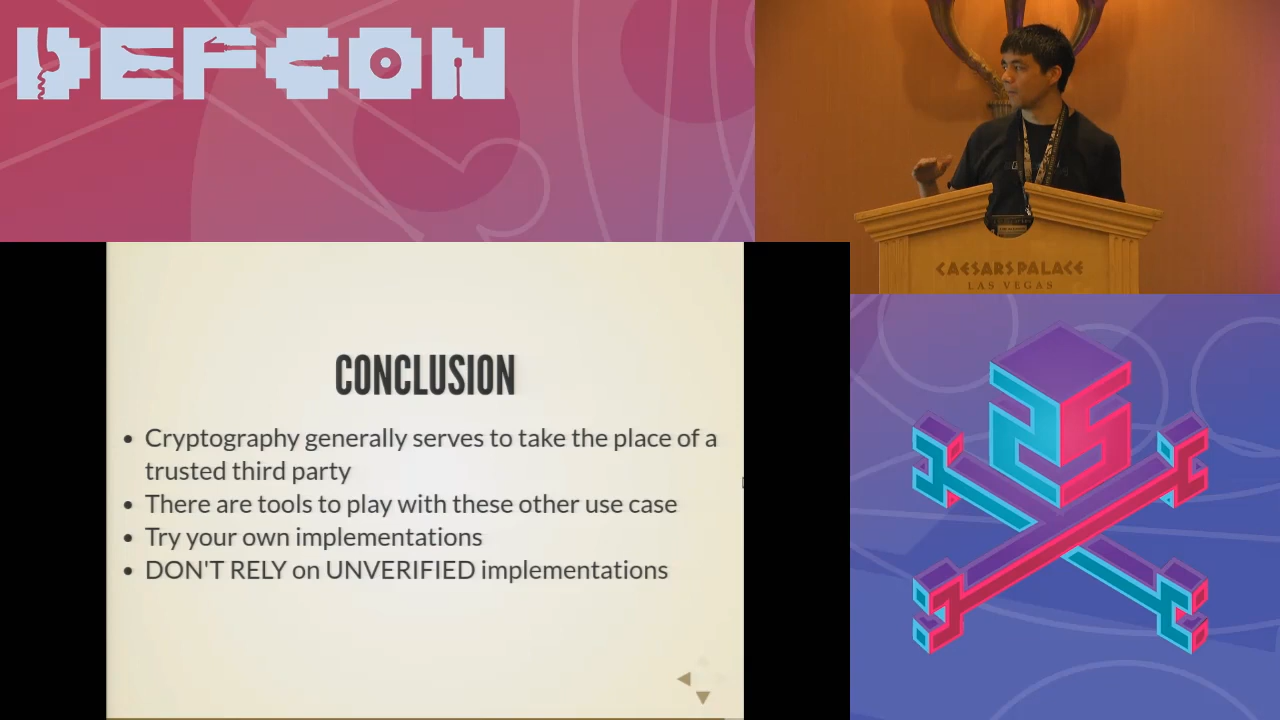 DEFCON
CAESARS PALACE
LAS VEGAS
CONCLUSION
• Cryptography generally serves to take the place of a
trusted third party
• There are tools to play with these other use case
• Try your own implementations
• DON'T RELY on UNVERIFIED implementations
25